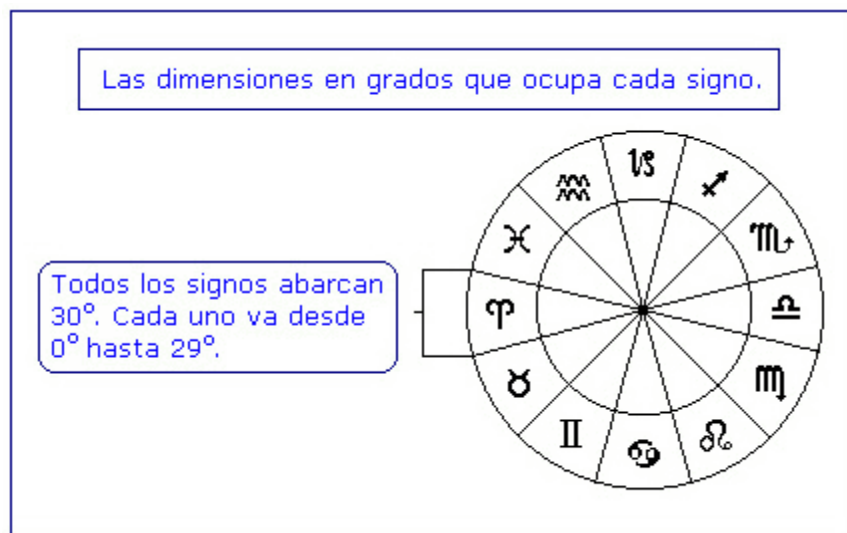 Las dimensiones en grados que ocupa cada signo.
Todos los signos abarcan
30°. Cada uno va desde
0° hasta 29°.